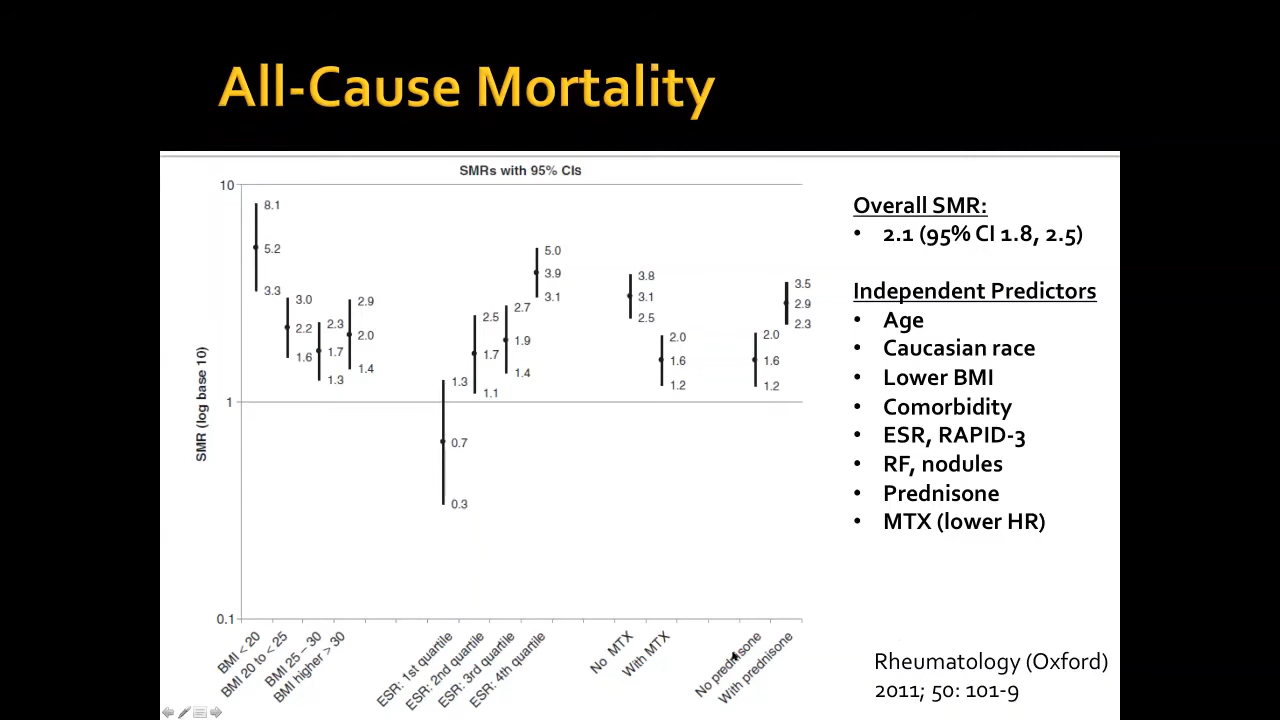 All-Cause Mortality
SMRs with 95% CIs
SMR (log base 10)
10
1
0.1
8.1
5.2
3.3
3.0
2.2
1.6
2.3
1.7
1.3
2.9
2.0
1.4
1.3
0.7
0.3
2.5
1.7
1.1
2.7
1.9
1.4
5.0
3.9
3.1
3.8
3.1
2.5
2.0
1.6
1.2
2.0
1.6
1.2
3.5
2.9
2.3
BMI < 20
BMI 20 to < 25
BMI 25 – 30
BMI higher > 30
ESR: 1st quartile
ESR: 2nd quartile
ESR: 3rd quartile
ESR: 4th quartile
No MTX
With MTX
No prednisone
With prednisone
Overall SMR:
• 2.1 (95% CI 1.8, 2.5)
Independent Predictors
• Age
• Caucasian race
• Lower BMI
• Comorbidity
• ESR, RAPID-3
• RF, nodules
• Prednisone
• MTX (lower HR)
Rheumatology (Oxford)
2011; 50: 101-9